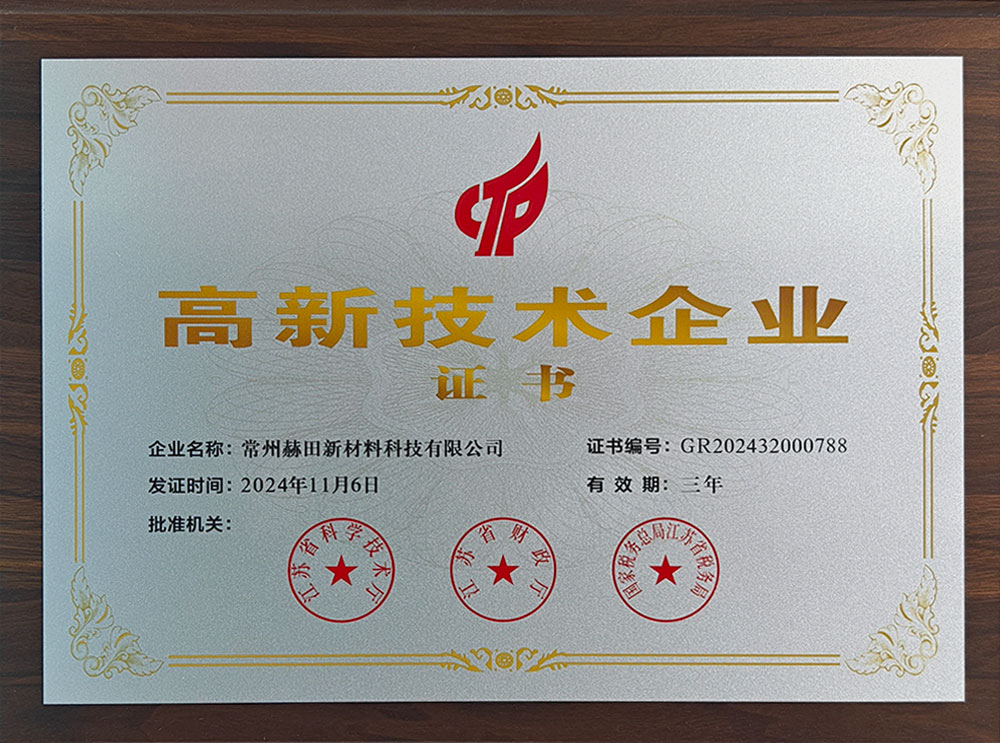 CTP
高新技术企业
证书
企业名称：常州赫田新材料科技有限公司
证书编号：GR202432000788
发证时间：2024年11月6日
有效期：三年
批准机关：
江苏省科学技术厅
江苏省财政厅
国家税务总局江苏省税务局